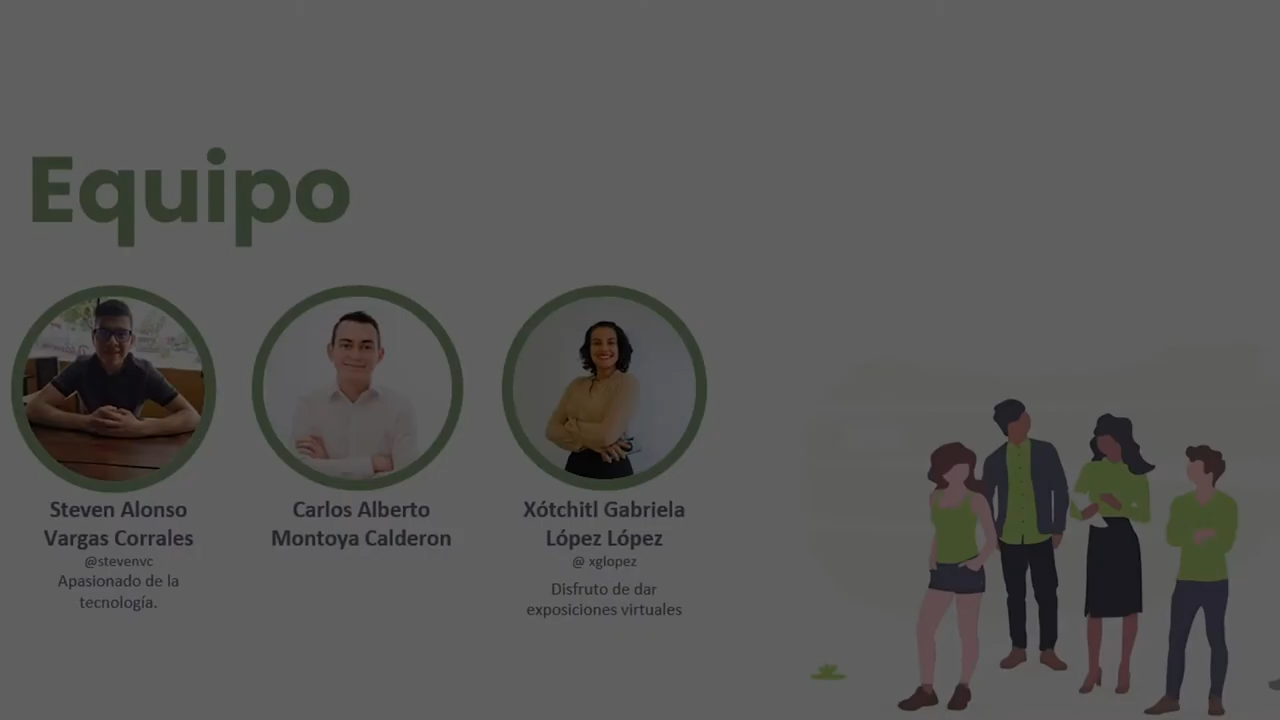 Equipo
Steven Alonso
Vargas Corrales
@stevenvc
Apasionado de la
tecnología.
Carlos Alberto
Montoya Calderon
Xótchitl Gabriela
López López
@ xglopez
Disfruto de dar
exposiciones virtuales